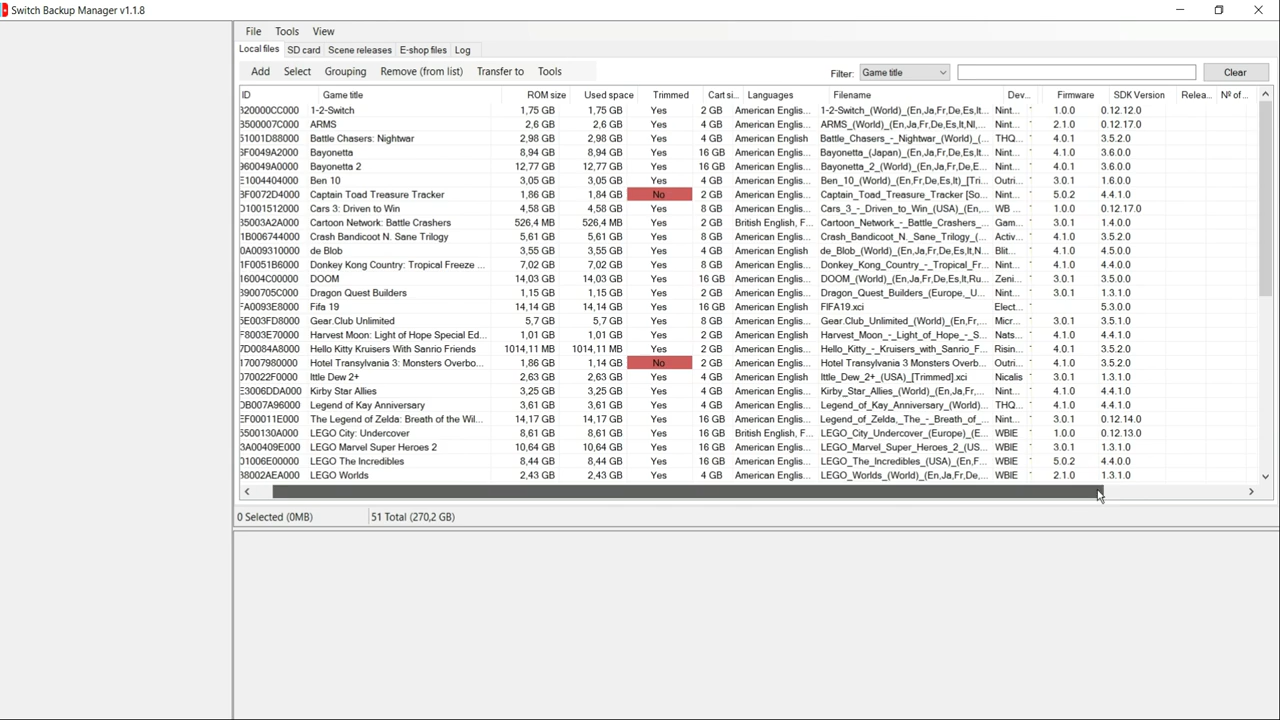 Switch Backup Manager v1.1.8
File Tools View
Local files SD card Scene releases E-shop files Log
Add Select Grouping Remove (from list) Transfer to Tools Filter: Game title Clear
ID Game title ROM size Used space Trimmed Cart si... Languages Filename Dev... Firmware SDK Version Relea... Nº of...
320000CC000 1-2-Switch 1,75 GB 1,75 GB Yes 2 GB American Englis... 1-2-Switch_(World)_(En,Ja,Fr,De,Es,It... Nint... 1.0.0 0.12.12.0
3500007C000 ARMS 2,6 GB 2,6 GB Yes 4 GB American Englis... ARMS_(World)_(En,Ja,Fr,De,Es,It,Nl,... Nint... 2.1.0 0.12.17.0
51001D88000 Battle Chasers: Nightwar 2,98 GB 2,98 GB Yes 4 GB American English Battle_Chasers_-_Nightwar_(World)_(... THQ... 4.0.1 3.5.2.0
3F0049A2000 Bayonetta 8,94 GB 8,94 GB Yes 16 GB American Englis... Bayonetta_(Japan)_(En,Ja,Fr,De,Es,It... Nint... 4.1.0 3.6.0.0
960049A0000 Bayonetta 2 12,77 GB 12,77 GB Yes 16 GB American Englis... Bayonetta_2_(World)_(En,Ja,Fr,De,E... Nint... 4.0.1 3.6.0.0
E1004404000 Ben 10 3,05 GB 3,05 GB Yes 4 GB American Englis... Ben_10_(World)_(En,Fr,De,Es,It)_[Tri... Outri... 3.0.1 1.6.0.0
3F0072D4000 Captain Toad Treasure Tracker 1,86 GB 1,84 GB No 2 GB American Englis... Captain_Toad_Treasure_Tracker [So... Nint... 5.0.2 4.4.1.0
D1001512000 Cars 3: Driven to Win 4,58 GB 4,58 GB Yes 8 GB American Englis... Cars_3_-_Driven_to_Win_(USA)_(En,... WB ... 1.0.0 0.12.17.0
85003A2A000 Cartoon Network: Battle Crashers 526,4 MB 526,4 MB Yes 2 GB British English, F... Cartoon_Network_-_Battle_Crashers_... Gam... 3.0.1 1.4.0.0
1B006744000 Crash Bandicoot N. Sane Trilogy 5,61 GB 5,61 GB Yes 8 GB American Englis... Crash_Bandicoot_N._Sane_Trilogy_(... Activ... 4.1.0 3.5.2.0
0A009310000 de Blob 3,55 GB 3,55 GB Yes 4 GB American English de_Blob_(World)_(En,Ja,Fr,De,Es,It)... Blit... 4.1.0 4.5.0.0
1F0051B6000 Donkey Kong Country: Tropical Freeze ... 7,02 GB 7,02 GB Yes 8 GB American Englis... Donkey_Kong_Country_-_Tropical_Fr... Nint... 4.1.0 4.4.0.0
16004C00000 DOOM 14,03 GB 14,03 GB Yes 16 GB American Englis... DOOM_(World)_(En,Ja,Fr,De,Es,It,Ru... Zeni... 3.0.1 3.5.0.0
3900705C000 Dragon Quest Builders 1,15 GB 1,15 GB Yes 2 GB American Englis... Dragon_Quest_Builders_(Europe,_U... Nint... 3.0.1 1.3.1.0
FA0093E8000 Fifa 19 14,14 GB 14,14 GB Yes 16 GB American Englis... FIFA19.xci Elect... 5.3.0.0
5E003FD8000 Gear.Club Unlimited 5,7 GB 5,7 GB Yes 8 GB American Englis... Gear.Club_Unlimited_(World)_(En,Fr,... Micr... 3.0.1 3.5.1.0
F8003E70000 Harvest Moon: Light of Hope Special Ed... 1,01 GB 1,01 GB Yes 2 GB American English Harvest_Moon_-_Light_of_Hope_-_S... Nats... 4.1.0 4.4.1.0
7D0084A8000 Hello Kitty Kruisers With Sanrio Friends 1014,11 MB 1014,11 MB Yes 2 GB American Englis... Hello_Kitty_-_Kruisers_with_Sanrio_F... Risin... 4.0.1 3.5.2.0
17007980000 Hotel Transylvania 3: Monsters Overbo... 1,86 GB 1,14 GB No 2 GB American Englis... Hotel Transylvania 3 Monsters Overb... Outri... 4.1.0 3.5.2.0
070022F0000 Ittle Dew 2+ 2,63 GB 2,63 GB Yes 4 GB American English Ittle_Dew_2+_(USA)_[Trimmed].xci Nicalis 3.0.1 1.3.1.0
E3006DDA000 Kirby Star Allies 3,25 GB 3,25 GB Yes 4 GB American Englis... Kirby_Star_Allies_(World)_(En,Ja,Fr,... Nint... 4.1.0 4.4.1.0
DB007A96000 Legend of Kay Anniversary 3,61 GB 3,61 GB Yes 4 GB American Englis... Legend_of_Kay_Anniversary_(World)... THQ... 4.1.0 4.4.1.0
EF00011E000 The Legend of Zelda: Breath of the Wil... 14,17 GB 14,17 GB Yes 16 GB American Englis... Legend_of_Zelda,_The_-_Breath_of_... Nint... 3.0.1 0.12.14.0
5500130A000 LEGO City: Undercover 8,61 GB 8,61 GB Yes 16 GB British English, F... LEGO_City_Undercover_(Europe)_(E... WBIE 1.0.0 0.12.13.0
3A00409E000 LEGO Marvel Super Heroes 2 10,64 GB 10,64 GB Yes 16 GB American Englis... LEGO_Marvel_Super_Heroes_2_(US... WBIE 3.0.1 1.3.1.0
01006E00000 LEGO The Incredibles 8,44 GB 8,44 GB Yes 16 GB American Englis... LEGO_The_Incredibles_(USA)_(En,F... WBIE 5.0.2 4.4.0.0
38002AEA000 LEGO Worlds 2,43 GB 2,43 GB Yes 4 GB American Englis... LEGO_Worlds_(World)_(En,Ja,Fr,De,... WBIE 2.1.0 1.3.1.0
0 Selected (0MB) 51 Total (270,2 GB)